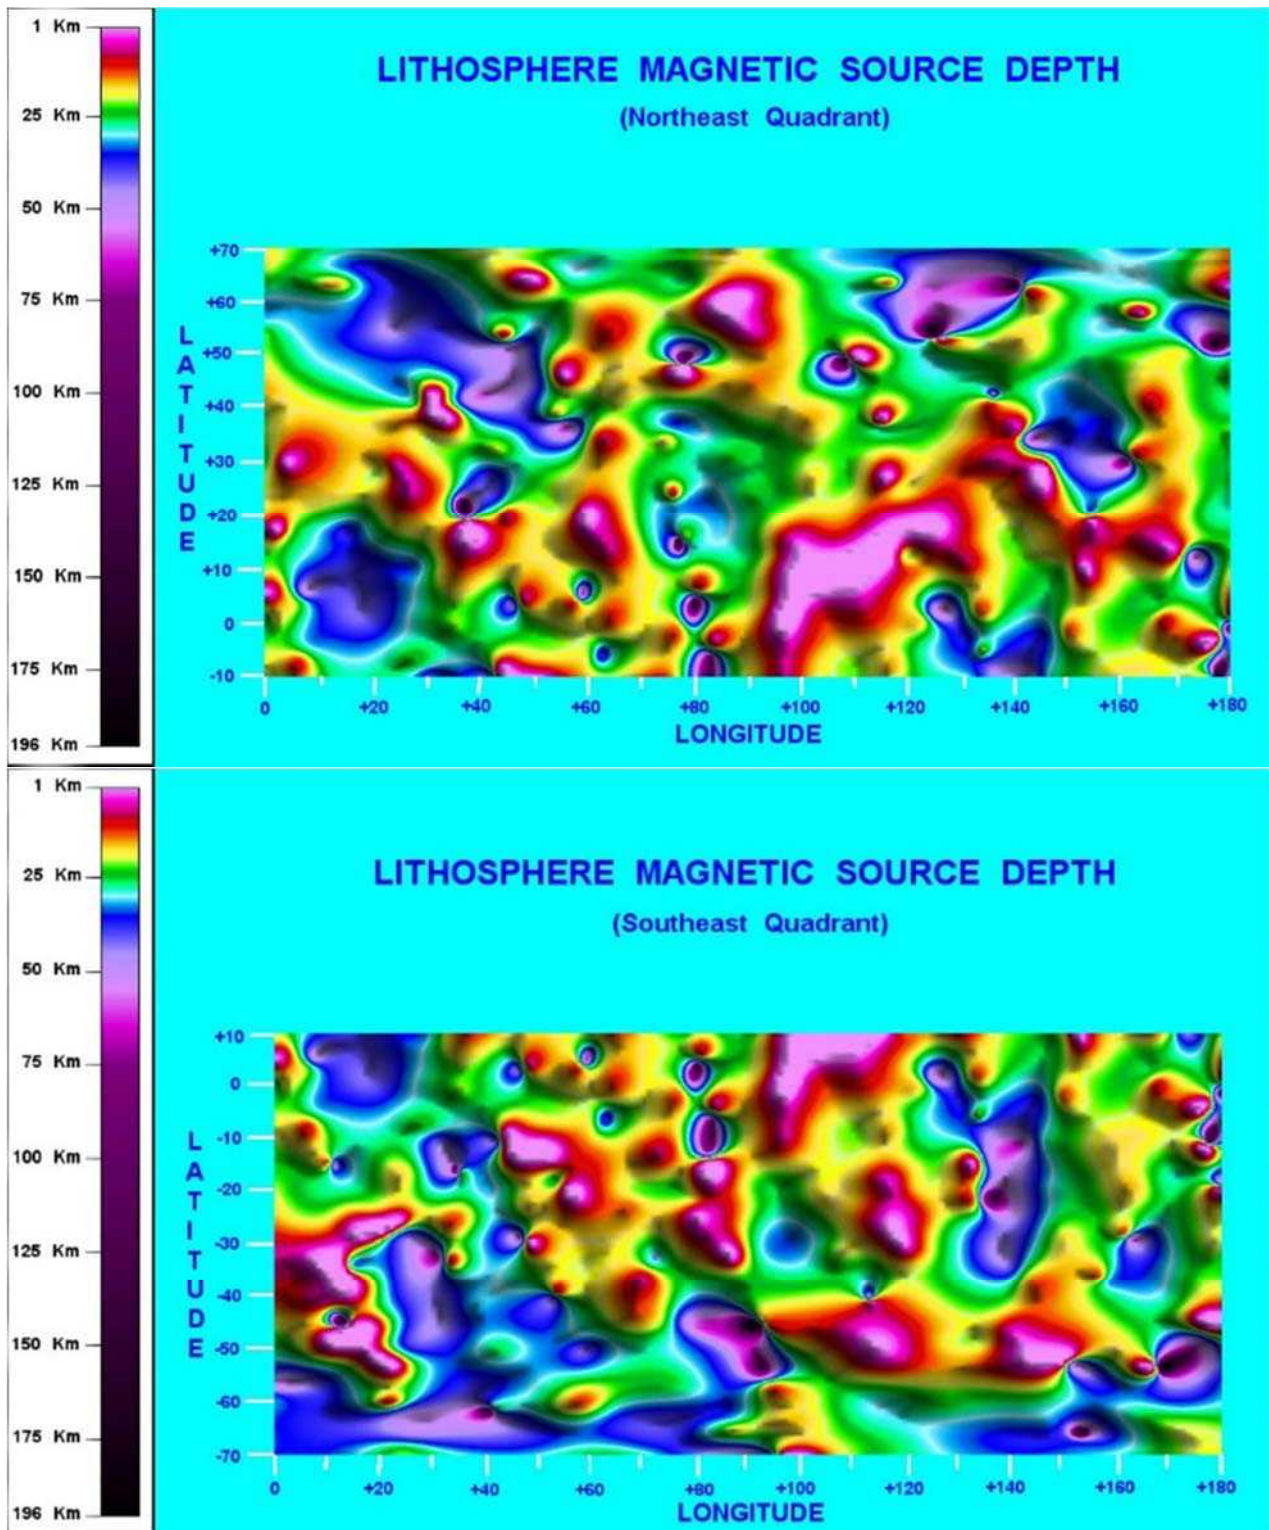 1 Km
25 Km
50 Km
75 Km
100 Km
125 Km
150 Km
175 Km
196 Km
LITHOSPHERE MAGNETIC SOURCE DEPTH
(Northeast Quadrant)
LATITUDE
+70
+60
+50
+40
+30
+20
+10
0
-10
0
+20
+40
+60
+80
+100
+120
+140
+160
+180
LONGITUDE
1 Km
25 Km
50 Km
75 Km
100 Km
125 Km
150 Km
175 Km
196 Km
LITHOSPHERE MAGNETIC SOURCE DEPTH
(Southeast Quadrant)
LATITUDE
+10
0
-10
-20
-30
-40
-50
-60
-70
0
+20
+40
+60
+80
+100
+120
+140
+160
+180
LONGITUDE